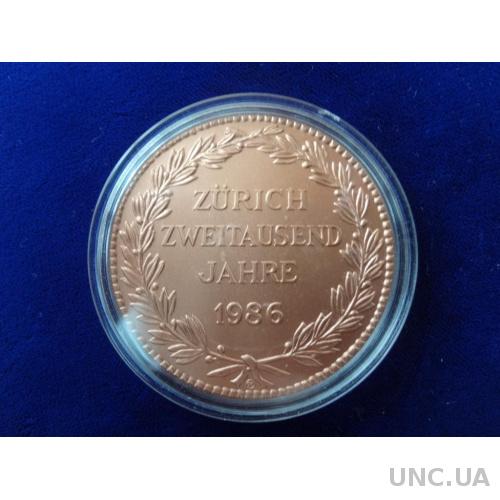 ZÜRICH
ZWEITAUSEND
JAHRE
1986
UNC.UA